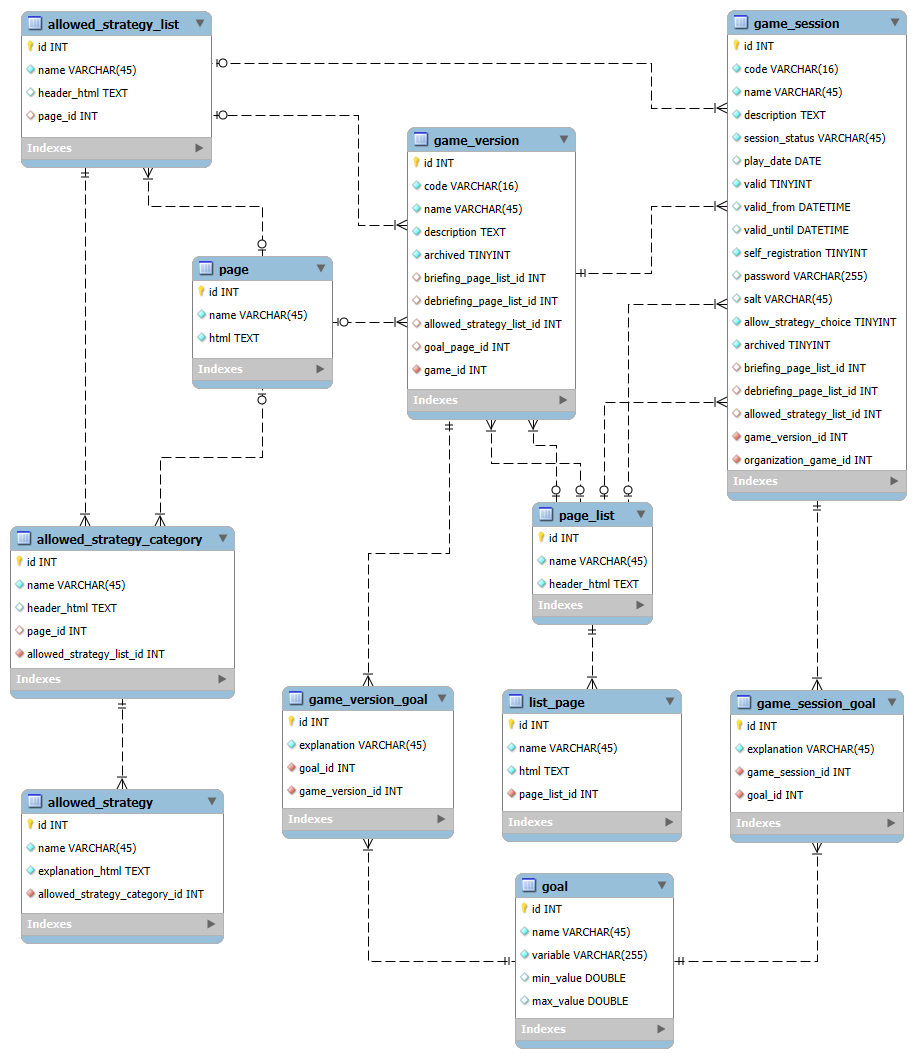 allowed_strategy_list
id INT
name VARCHAR(45)
header_html TEXT
page_id INT
Indexes
game_session
id INT
code VARCHAR(16)
name VARCHAR(45)
description TEXT
session_status VARCHAR(45)
play_date DATE
valid TINYINT
valid_from DATETIME
valid_until DATETIME
self_registration TINYINT
password VARCHAR(255)
salt VARCHAR(45)
allow_strategy_choice TINYINT
archived TINYINT
briefing_page_list_id INT
debriefing_page_list_id INT
allowed_strategy_list_id INT
game_version_id INT
organization_game_id INT
Indexes
game_version
id INT
code VARCHAR(16)
name VARCHAR(45)
description TEXT
archived TINYINT
briefing_page_list_id INT
debriefing_page_list_id INT
allowed_strategy_list_id INT
goal_page_id INT
game_id INT
Indexes
page
id INT
name VARCHAR(45)
html TEXT
Indexes
page_list
id INT
name VARCHAR(45)
header_html TEXT
Indexes
allowed_strategy_category
id INT
name VARCHAR(45)
header_html TEXT
page_id INT
allowed_strategy_list_id INT
Indexes
game_version_goal
id INT
explanation VARCHAR(45)
goal_id INT
game_version_id INT
Indexes
list_page
id INT
name VARCHAR(45)
html TEXT
page_list_id INT
Indexes
game_session_goal
id INT
explanation VARCHAR(45)
game_session_id INT
goal_id INT
Indexes
allowed_strategy
id INT
name VARCHAR(45)
explanation_html TEXT
allowed_strategy_category_id INT
Indexes
goal
id INT
name VARCHAR(45)
variable VARCHAR(255)
min_value DOUBLE
max_value DOUBLE
Indexes